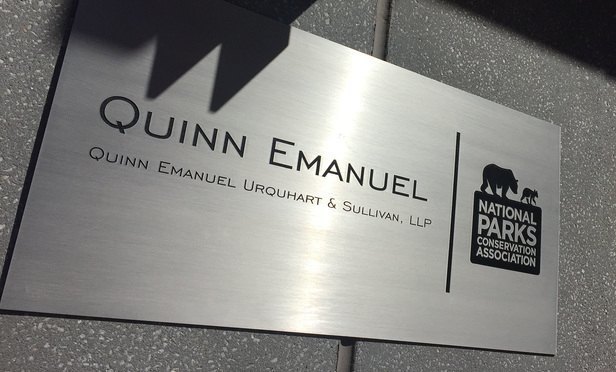 QUINN EMANUEL
QUINN EMANUEL URQUHART & SULLIVAN, LLP
NATIONAL
PARKS
CONSERVATION
ASSOCIATION